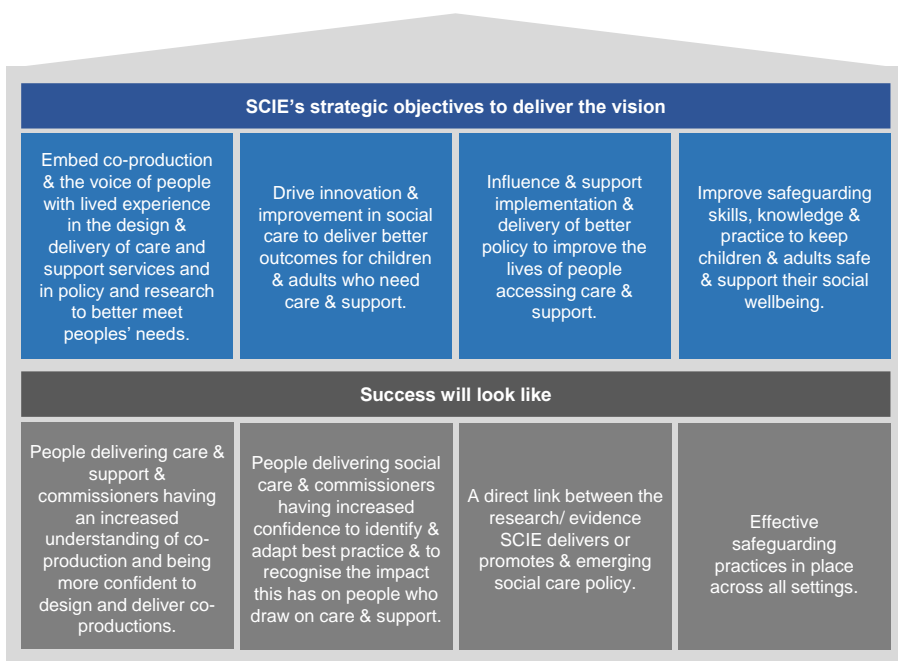 SCIE's strategic objectives to deliver the vision
Embed co-production
& the voice of people
with lived experience
in the design &
delivery of care and
support services and
in policy and research
to better meet
peoples' needs.
Drive innovation &
improvement in social
care to deliver better
outcomes for children
& adults who need
care & support.
Influence & support
implementation &
delivery of better
policy to improve the
lives of people
accessing care &
support.
Improve safeguarding
skills, knowledge &
practice to keep
children & adults safe
& support their social
wellbeing.
Success will look like
People delivering care &
support &
commissioners having
an increased
understanding of co-
production and being
more confident to
design and deliver co-
productions.
People delivering social
care & commissioners
having increased
confidence to identify &
adapt best practice & to
recognise the impact
this has on people who
draw on care & support.
A direct link between the
research/ evidence
SCIE delivers or
promotes & emerging
social care policy.
Effective
safeguarding
practices in place
across all settings.